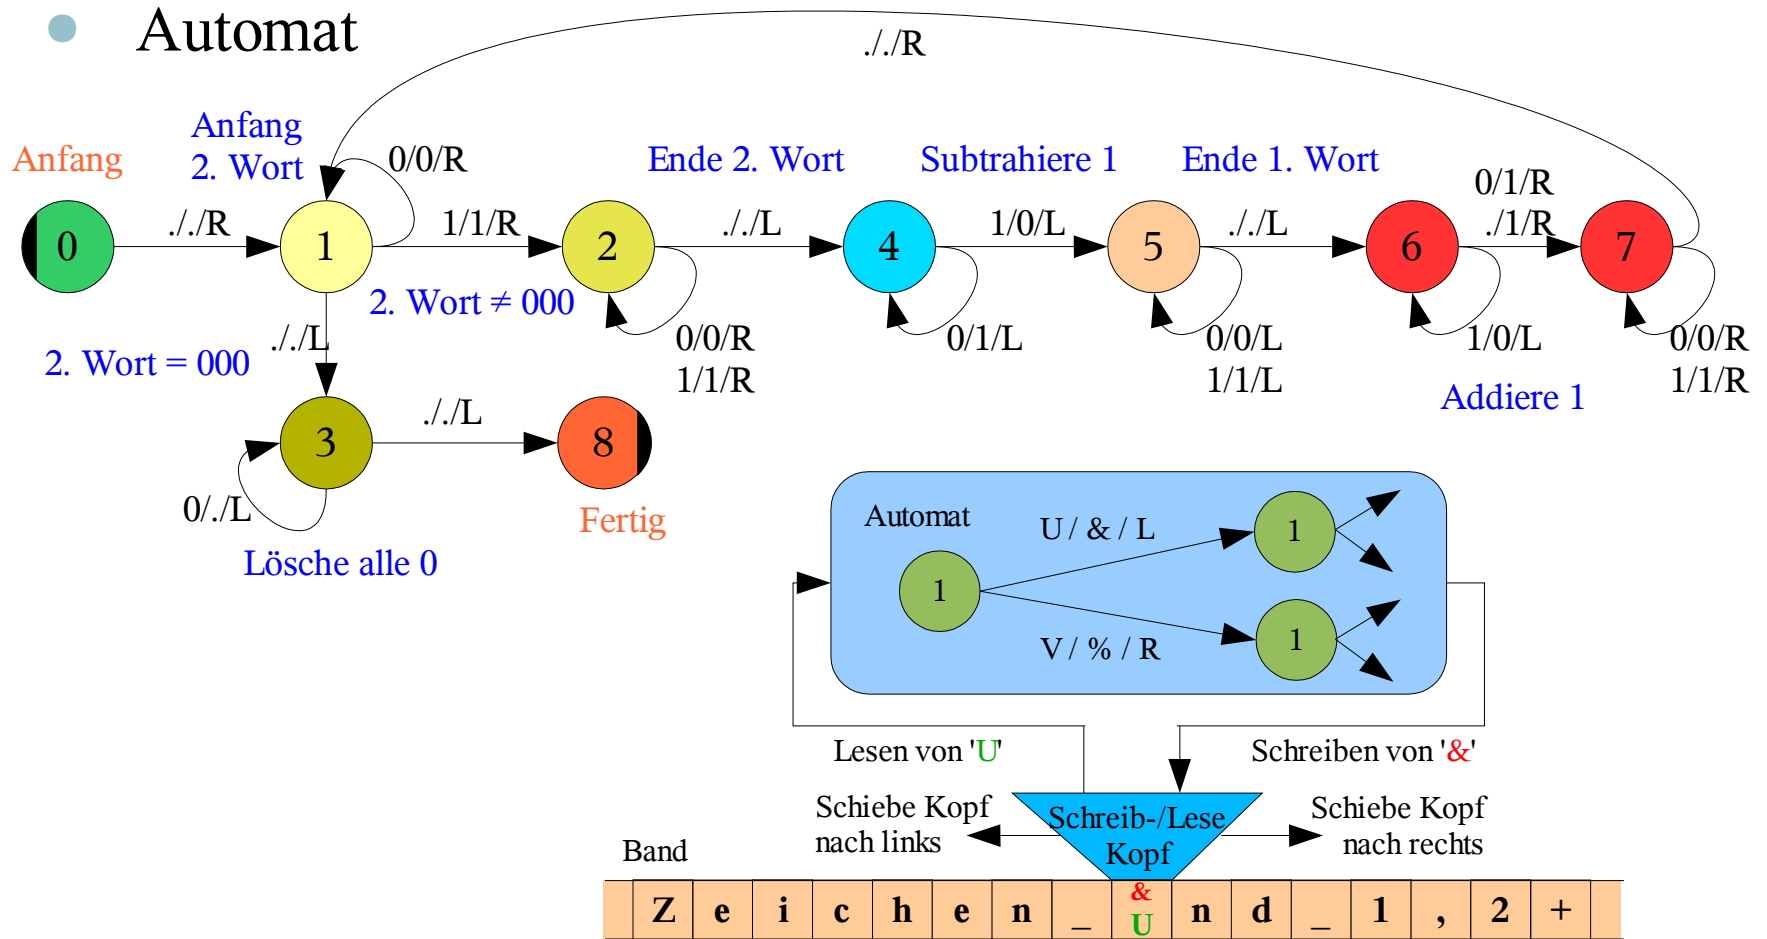 Automat
././R
Anfang
2. Wort
Anfang
0/0/R
Ende 2. Wort
Subtrahiere 1
Ende 1. Wort
0/1/R
./1/R
0
././R
1
1/1/R
2
././L
4
1/0/L
5
././L
6
7
2. Wort ≠ 000
0/0/R
1/1/R
0/1/L
0/0/L
1/1/L
1/0/L
0/0/R
1/1/R
2. Wort = 000
././L
Addiere 1
3
././L
8
0/./L
Fertig
Lösche alle 0
Automat
1
U / & / L
1
V / % / R
1
Lesen von 'U'
Schreiben von '&'
Schiebe Kopf
nach links
Schreib-/Lese
Kopf
Schiebe Kopf
nach rechts
Band
&
Z e i c h e n _ U n d _ 1 , 2 +